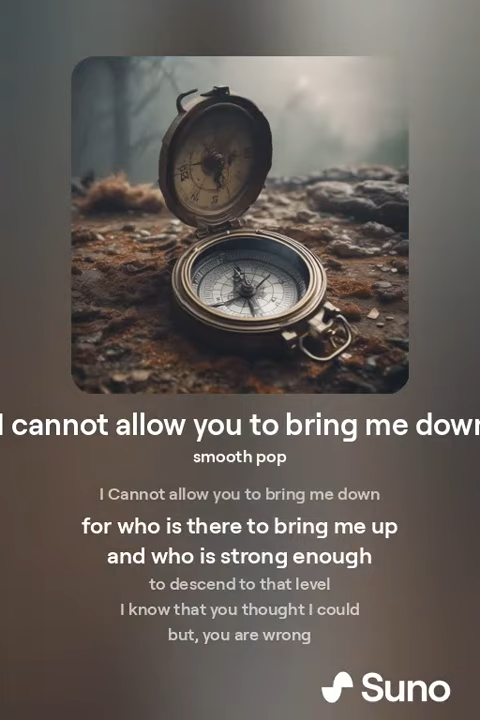 I cannot allow you to bring me down
smooth pop
I Cannot allow you to bring me down
for who is there to bring me up
and who is strong enough
to descend to that level
I know that you thought I could
but, you are wrong
Suno